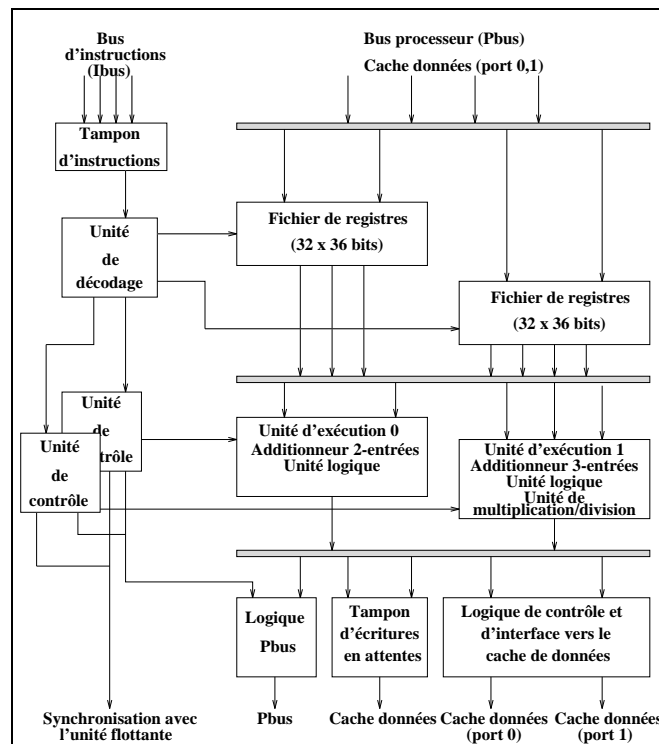 Bus
d'instructions
(Ibus)
Bus processeur (Pbus)
Cache données (port 0,1)
Tampon
d'instructions
Unité
de
décodage
Fichier de registres
(32 x 36 bits)
Fichier de registres
(32 x 36 bits)
Unité
de
trôle
Unité
de
contrôle
Unité d'exécution 0
Additionneur 2-entrées
Unité logique
Unité d'exécution 1
Additionneur 3-entrées
Unité logique
Unité de
multiplication/division
Logique
Pbus
Tampon
d'écritures
en attentes
Logique de contrôle et
d'interface vers le
cache de données
Synchronisation avec
l'unité flottante
Pbus
Cache données
Cache données
(port 0)
Cache données
(port 1)